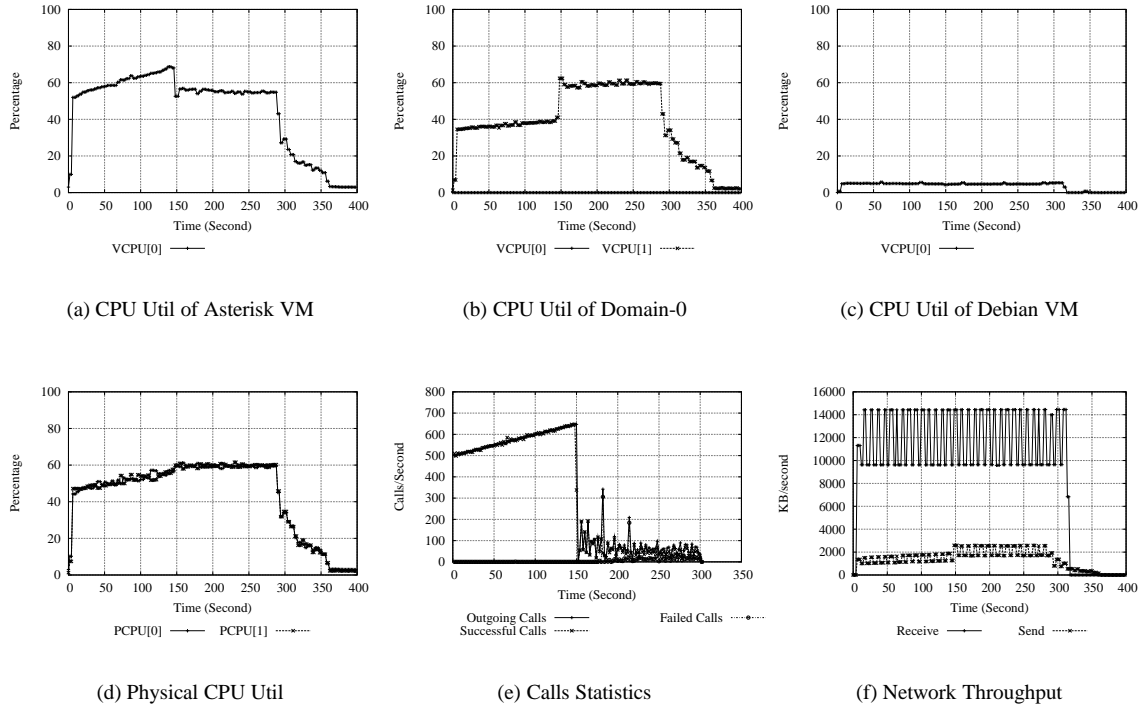 100
80
60
40
20
0
Percentage
0 50 100 150 200 250 300 350 400
Time (Second)
VCPU[0]
(a) CPU Util of Asterisk VM
100
80
60
40
20
0
Percentage
0 50 100 150 200 250 300 350 400
Time (Second)
VCPU[0] VCPU[1]
(b) CPU Util of Domain-0
100
80
60
40
20
0
Percentage
0 50 100 150 200 250 300 350 400
Time (Second)
VCPU[0]
(c) CPU Util of Debian VM
100
80
60
40
20
0
Percentage
0 50 100 150 200 250 300 350 400
Time (Second)
PCPU[0] PCPU[1]
(d) Physical CPU Util
800
700
600
500
400
300
200
100
0
Calls/Second
0 50 100 150 200 250 300 350
Time (Second)
Outgoing Calls Failed Calls
Successful Calls
(e) Calls Statistics
16000
14000
12000
10000
8000
6000
4000
2000
0
KB/second
0 50 100 150 200 250 300 350 400
Time (Second)
Receive Send
(f) Network Throughput